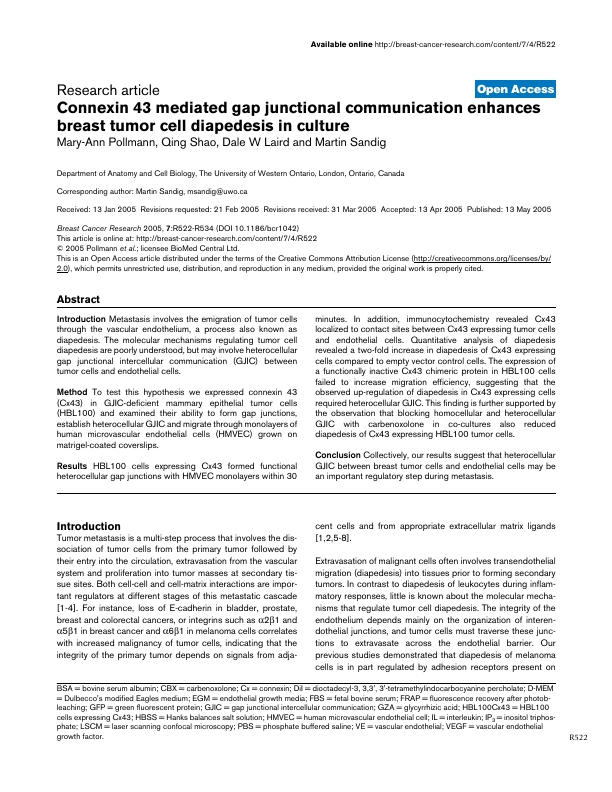 Available online http://breast-cancer-research.com/content/7/4/R522
Research article
Open Access
Connexin 43 mediated gap junctional communication enhances
breast tumor cell diapedesis in culture
Mary-Ann Pollmann, Qing Shao, Dale W Laird and Martin Sandig
Department of Anatomy and Cell Biology, The University of Western Ontario, London, Ontario, Canada
Corresponding author: Martin Sandig, msandig@uwo.ca
Received: 13 Jan 2005 Revisions requested: 21 Feb 2005 Revisions received: 31 Mar 2005 Accepted: 13 Apr 2005 Published: 13 May 2005
Breast Cancer Research 2005, 7:R522-R534 (DOI 10.1186/bcr1042)
This article is online at: http://breast-cancer-research.com/content/7/4/R522
© 2005 Pollmann et al.; licensee BioMed Central Ltd.
This is an Open Access article distributed under the terms of the Creative Commons Attribution License (http://creativecommons.org/licenses/by/
2.0), which permits unrestricted use, distribution, and reproduction in any medium, provided the original work is properly cited.
Abstract
Introduction Metastasis involves the emigration of tumor cells
through the vascular endothelium, a process also known as
diapedesis. The molecular mechanisms regulating tumor cell
diapedesis are poorly understood, but may involve heterocellular
gap junctional intercellular communication (GJIC) between
tumor cells and endothelial cells.
Method To test this hypothesis we expressed connexin 43
(Cx43) in GJIC-deficient mammary epithelial tumor cells
(HBL100) and examined their ability to form gap junctions,
establish heterocellular GJIC and migrate through monolayers of
human microvascular endothelial cells (HMVEC) grown on
matrigel-coated coverslips.
Results HBL100 cells expressing Cx43 formed functional
heterocellular gap junctions with HMVEC monolayers within 30
minutes. In addition, immunocytochemistry revealed Cx43
localized to contact sites between Cx43 expressing tumor cells
and endothelial cells. Quantitative analysis of diapedesis
revealed a two-fold increase in diapedesis of Cx43 expressing
cells compared to empty vector control cells. The expression of
a functionally inactive Cx43 chimeric protein in HBL100 cells
failed to increase migration efficiency, suggesting that the
observed up-regulation of diapedesis in Cx43 expressing cells
required heterocellular GJIC. This finding is further supported by
the observation that blocking homocellular and heterocellular
GJIC with carbenoxolone in co-cultures also reduced
diapedesis of Cx43 expressing HBL100 tumor cells.
Conclusion Collectively, our results suggest that heterocellular
GJIC between breast tumor cells and endothelial cells may be
an important regulatory step during metastasis.
Introduction
Tumor metastasis is a multi-step process that involves the dis-
sociation of tumor cells from the primary tumor followed by
their entry into the circulation, extravasation from the vascular
system and proliferation into tumor masses at secondary tis-
sue sites. Both cell-cell and cell-matrix interactions are impor-
tant regulators at different stages of this metastatic cascade
[1-4]. For instance, loss of E-cadherin in bladder, prostate,
breast and colorectal cancers, or integrins such as α2β1 and
α5β1 in breast cancer and α6β1 in melanoma cells correlates
with increased malignancy of tumor cells, indicating that the
integrity of the primary tumor depends on signals from adja-
cent cells and from appropriate extracellular matrix ligands
[1,2,5-8].
Extravasation of malignant cells often involves transendothelial
migration (diapedesis) into tissues prior to forming secondary
tumors. In contrast to diapedesis of leukocytes during inflam-
matory responses, little is known about the molecular mecha-
nisms that regulate tumor cell diapedesis. The integrity of the
endothelium depends mainly on the organization of interen-
dothelial junctions, and tumor cells must traverse these junc-
tions to extravasate across the endothelial barrier. Our
previous studies demonstrated that diapedesis of melanoma
cells is in part regulated by adhesion receptors present on
BSA = bovine serum albumin; CBX = carbenoxolone; Cx = connexin; DiI = dioctadecyl-3, 3,3', 3'-tetramethylindocarbocyanine percholate; D-MEM
= Dulbecco's modified Eagles medium; EGM = endothelial growth media; FBS = fetal bovine serum; FRAP = fluorescence recovery after photob-
leaching; GFP = green fluorescent protein; GJIC = gap junction intercellular communication; GZA = glycyrrhizic acid; HBL100Cx43 = HBL100
cells expressing Cx43; HBSS = Hanks balances salt solution; HMVEC = human microvascular endothelial cell; IL = interleukin; IP3 = inositol triphos-
phate; LSCM = laser scanning confocal microscopy; PBS = phosphate buffered saline; VE = vascular endothelial; VEGF = vascular endothelial
growth factor.
R522